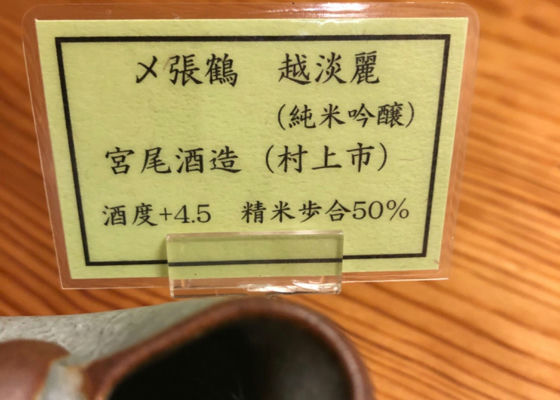 〆張鶴 越淡麗
(純米吟醸)
宮尾酒造(村上市)
酒度+4.5 精米歩合50%